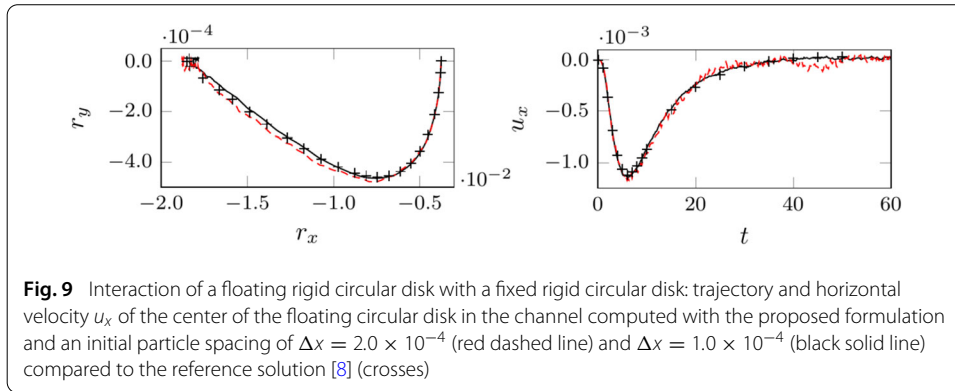 ·10⁻⁴
0.0
−2.0
−4.0
r_y
−2.0 −1.5 −1.0 −0.5
·10⁻²
r_x
·10⁻³
0.0
−0.5
−1.0
u_x
0 20 40 60
t
Fig. 9 Interaction of a floating rigid circular disk with a fixed rigid circular disk: trajectory and horizontal
velocity u_x of the center of the floating circular disk in the channel computed with the proposed formulation
and an initial particle spacing of Δx = 2.0 × 10⁻⁴ (red dashed line) and Δx = 1.0 × 10⁻⁴ (black solid line)
compared to the reference solution [8] (crosses)